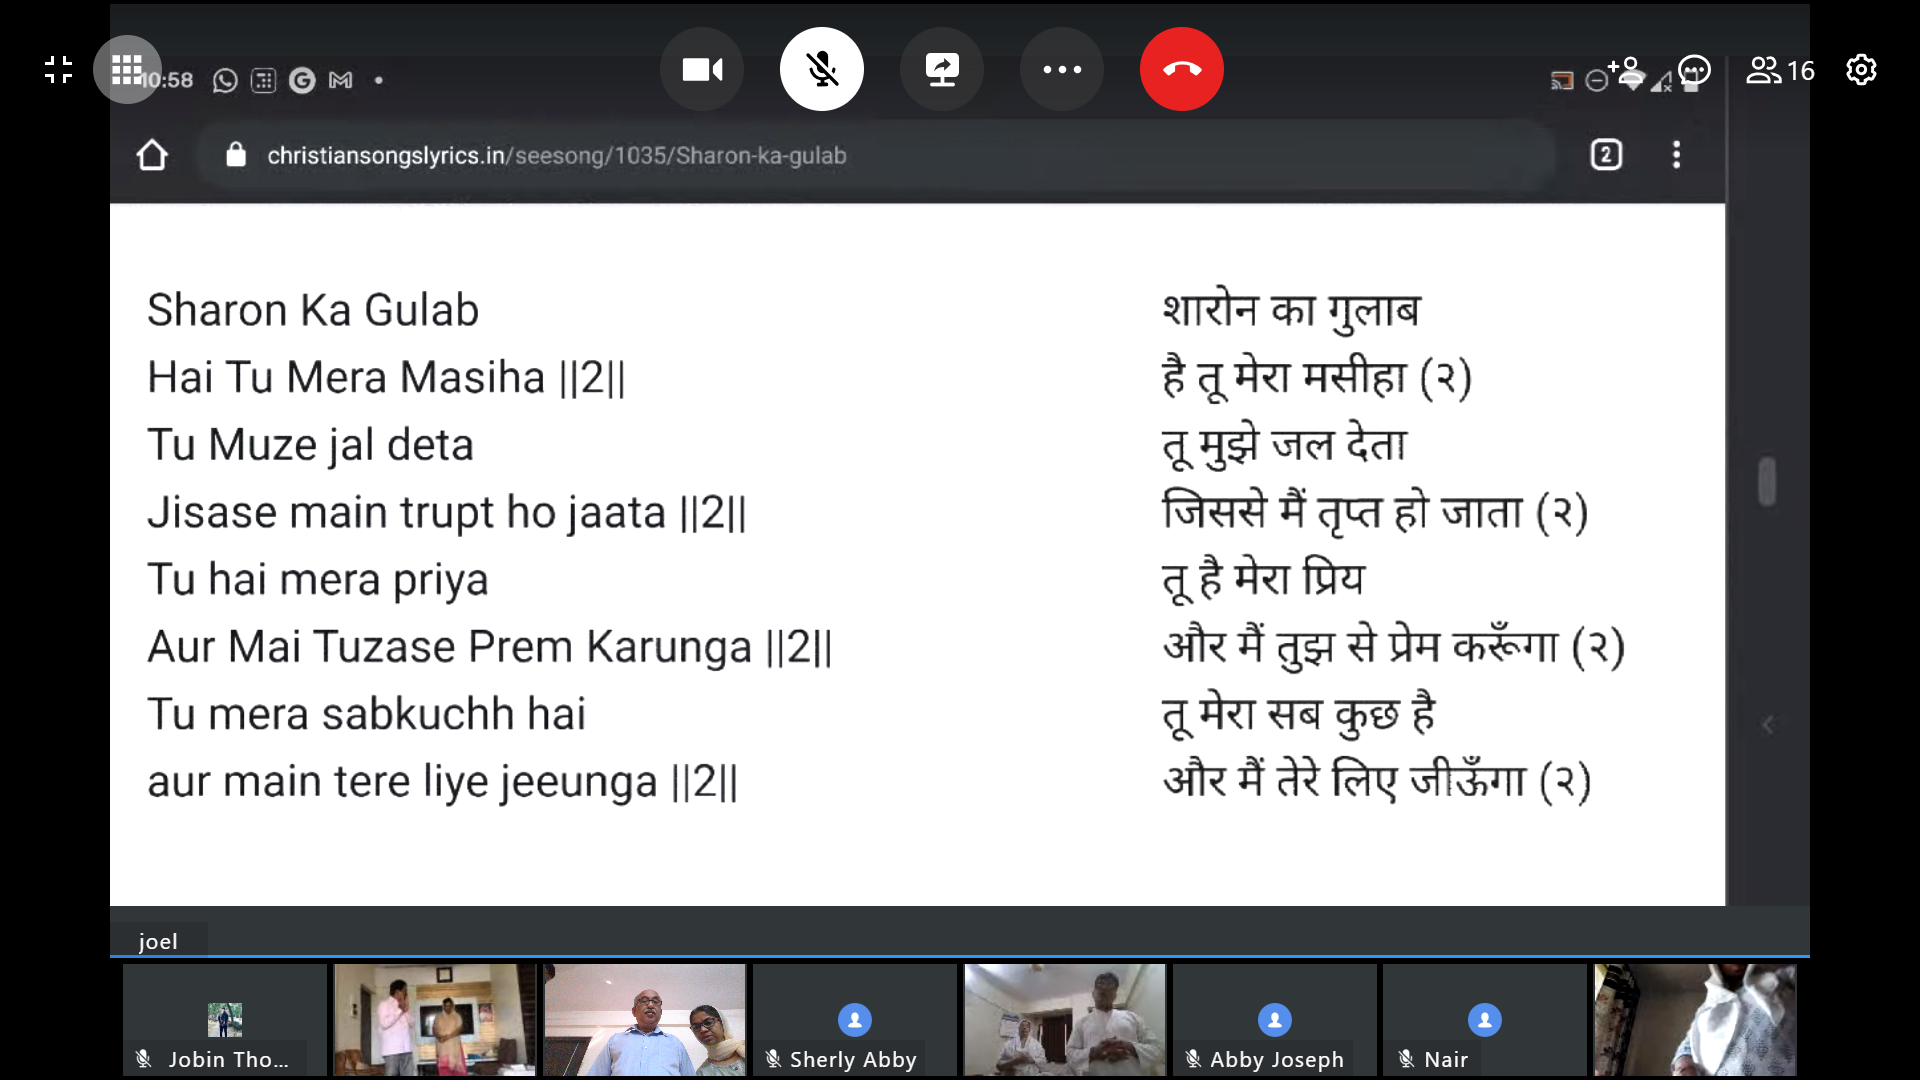 10:58
16
christiansongslyrics.in/seesong/1035/Sharon-ka-gulab
2
Sharon Ka Gulab
Hai Tu Mera Masiha ||2||
Tu Muze jal deta
Jisase main trupt ho jaata ||2||
Tu hai mera priya
Aur Mai Tuzase Prem Karunga ||2||
Tu mera sabkuchh hai
aur main tere liye jeeunga ||2||
शारोन का गुलाब
है तू मेरा मसीहा (२)
तू मुझे जल देता
जिससे मैं तृप्त हो जाता (२)
तू है मेरा प्रिय
और मैं तुझ से प्रेम करूँगा (२)
तू मेरा सब कुछ है
और मैं तेरे लिए जीऊँगा (२)
joel
Jobin Tho...
Sherly Abby
Abby Joseph
Nair